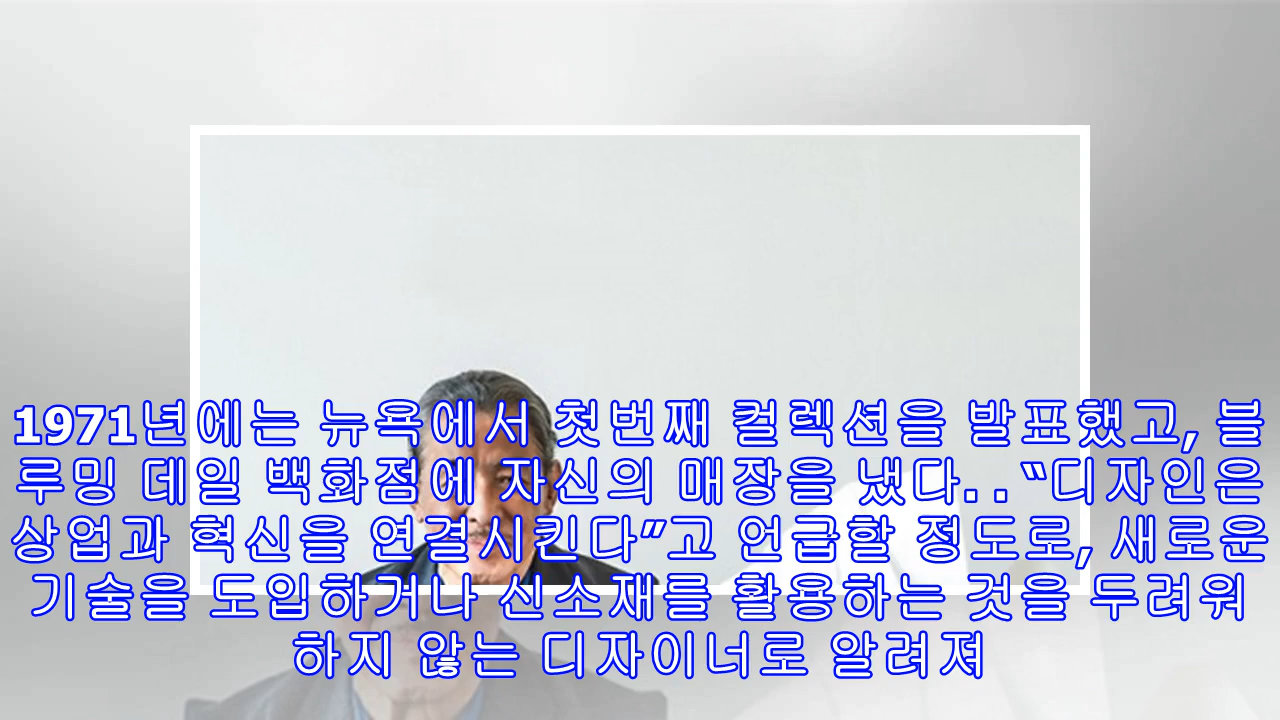 1971년에는 뉴욕에서 첫번째 컬렉션을 발표했고, 블
루밍 데일 백화점에 자신의 매장을 냈다. . “디자인은
상업과 혁신을 연결시킨다”고 언급할 정도로, 새로운
기술을 도입하거나 신소재를 활용하는 것을 두려워
하지 않는 디자이너로 알려져